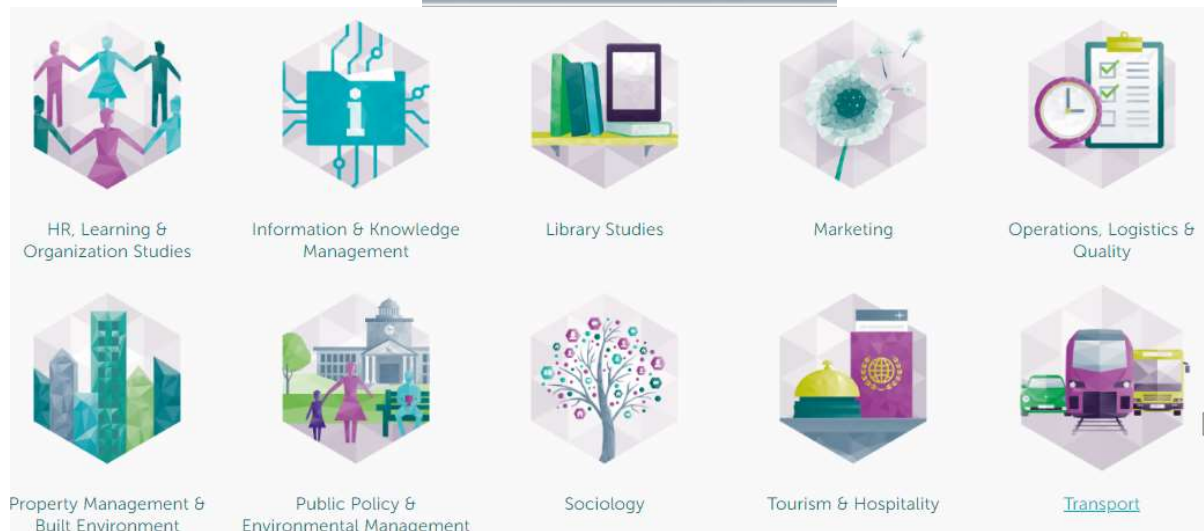 HR, Learning &
Organization Studies
Information & Knowledge
Management
Library Studies
Marketing
Operations, Logistics &
Quality
Property Management &
Built Environment
Public Policy &
Environmental Management
Sociology
Tourism & Hospitality
Transport